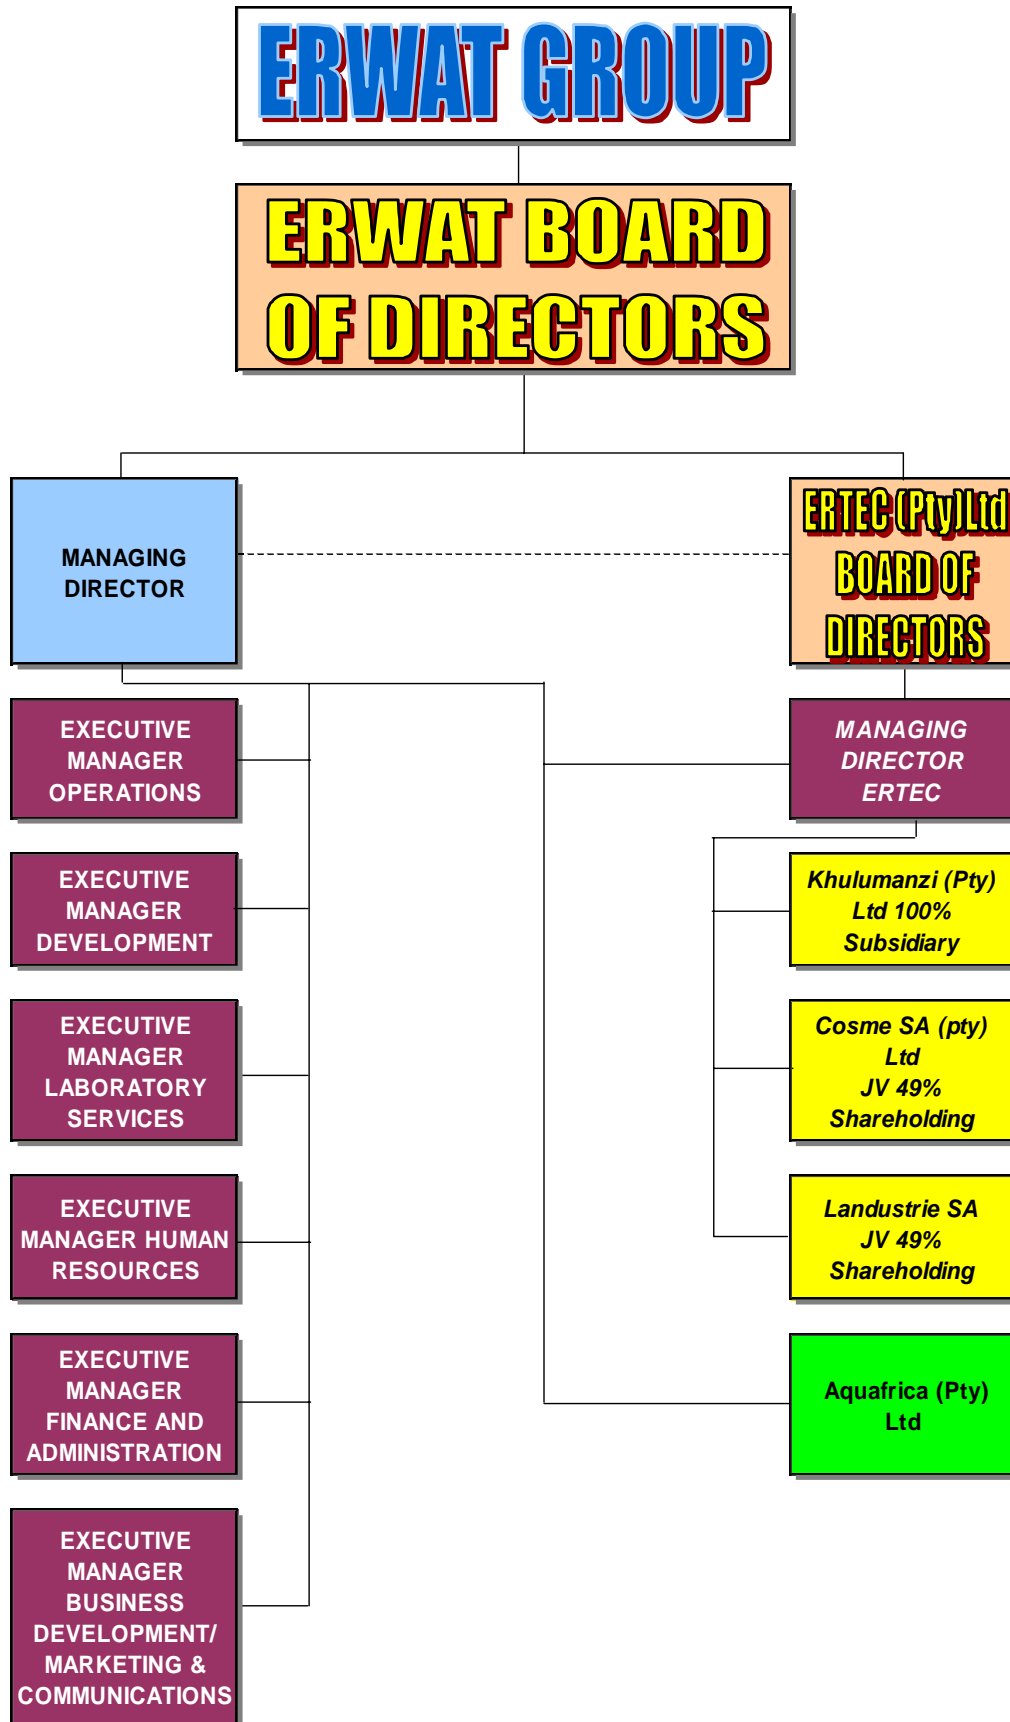 ERWAT GROUP
ERWAT BOARD
OF DIRECTORS
MANAGING
DIRECTOR
ERTEC (Pty)Ltd
BOARD OF
DIRECTORS
EXECUTIVE
MANAGER
OPERATIONS
MANAGING
DIRECTOR
ERTEC
EXECUTIVE
MANAGER
DEVELOPMENT
Khulumanzi (Pty)
Ltd 100%
Subsidiary
EXECUTIVE
MANAGER
LABORATORY
SERVICES
Cosme SA (pty)
Ltd
JV 49%
Shareholding
EXECUTIVE
MANAGER HUMAN
RESOURCES
Landustrie SA
JV 49%
Shareholding
EXECUTIVE
MANAGER
FINANCE AND
ADMINISTRATION
Aquafrica (Pty)
Ltd
EXECUTIVE
MANAGER
BUSINESS
DEVELOPMENT/
MARKETING &
COMMUNICATIONS